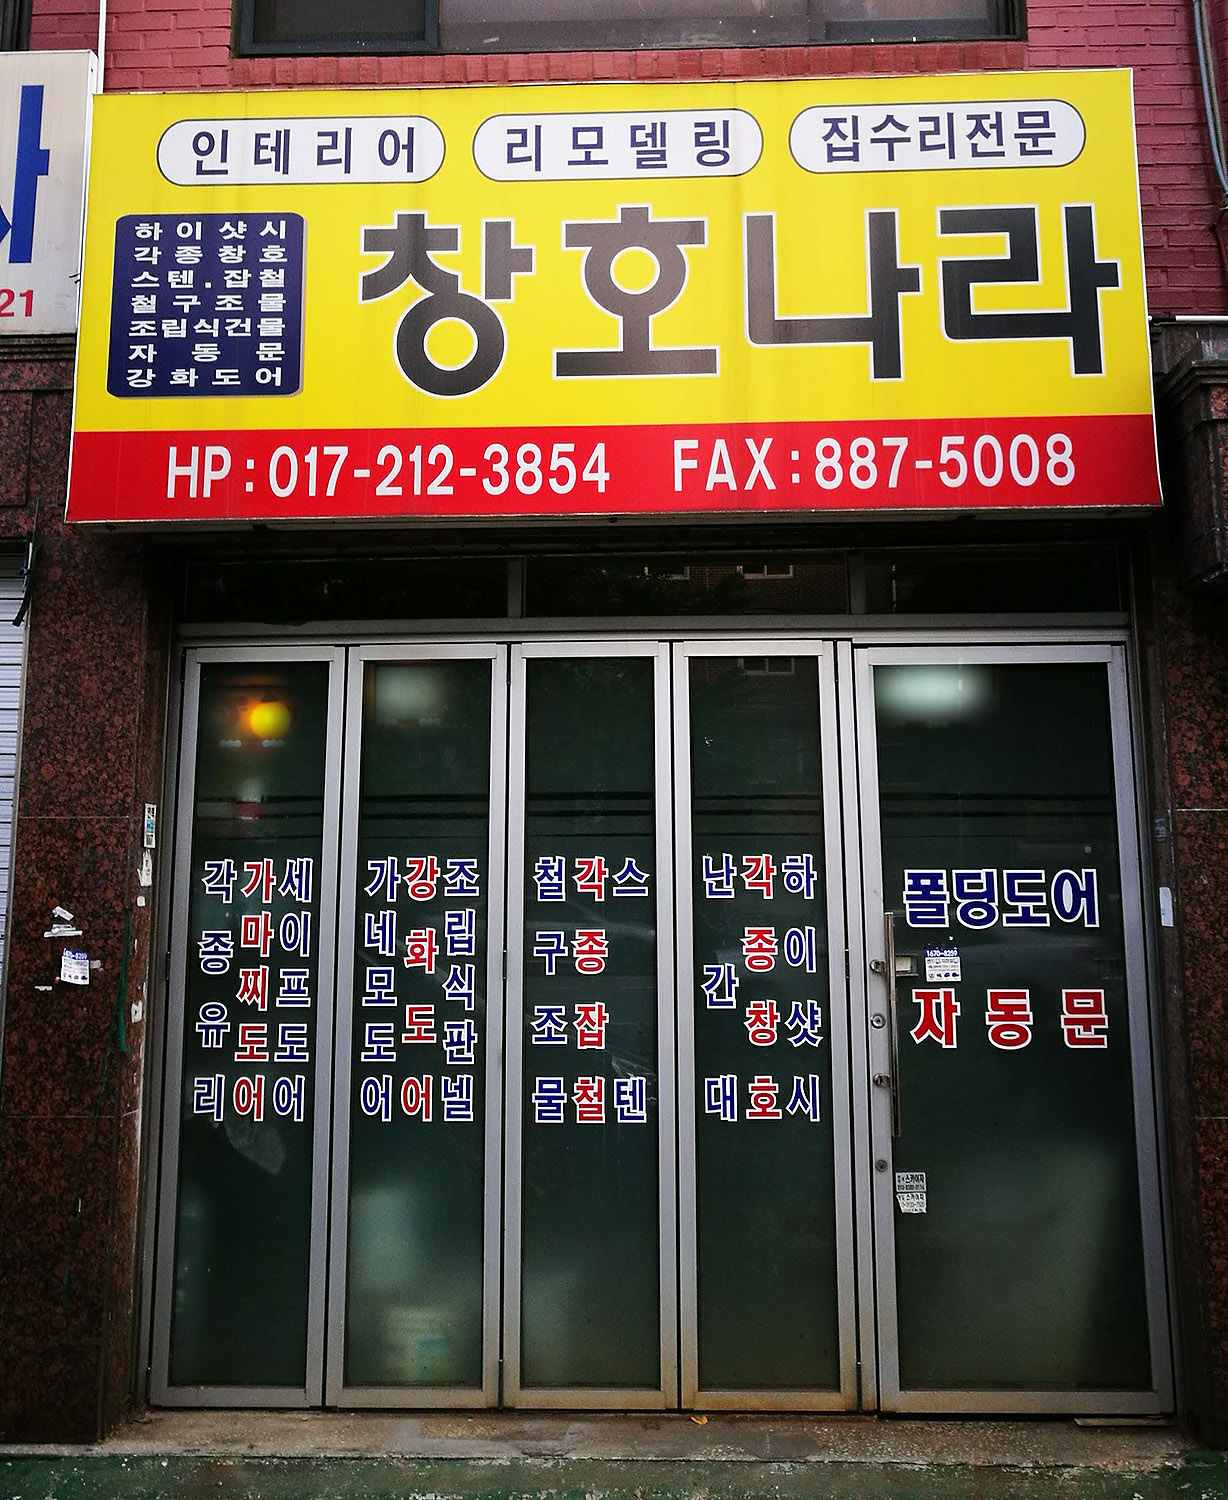 인테리어 리모델링 집수리전문
하이샷시
각종창호
스텐.잡철
철구조물
조립식건물
자동문
강화도어
창호나라
HP:017-212-3854 FAX:887-5008
21
각종유리
가마찌도어
세이프도어
가네모도어
강화도어
조립식판넬
철구조물
각종잡철
스텐
난간대
각종창호
하이샷시
폴딩도어
1670-8259
자동문